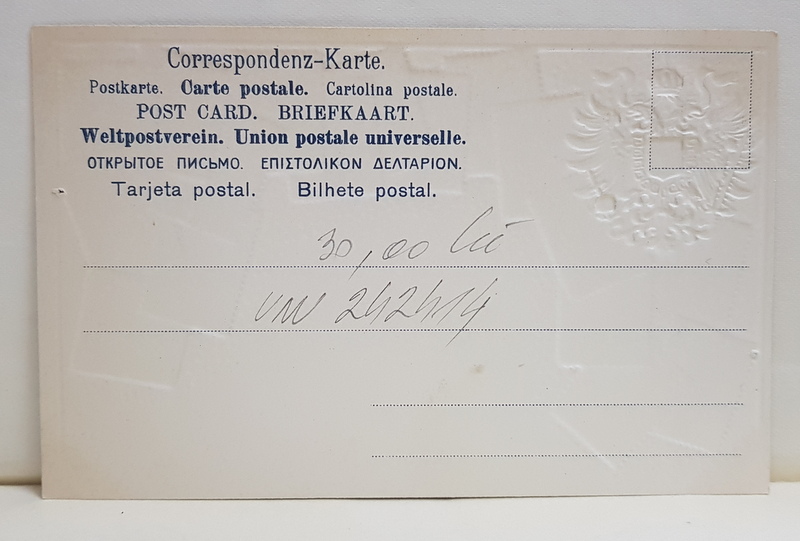 Correspondenz-Karte.
Postkarte. Carte postale. Cartolina postale.
POST CARD. BRIEFKAART.
Weltpostverein. Union postale universelle.
ОТКРЫТОЕ ПИСЬМО. ΕΠΙΣΤΟΛΙΚΟΝ ΔΕΛΤΑΡΙΟΝ.
Tarjeta postal. Bilhete postal.
30,00
242414